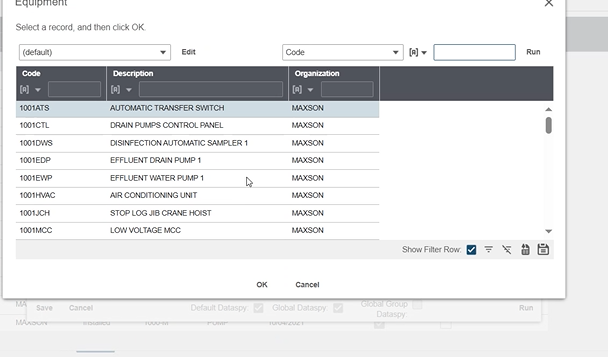 Equipment
Select a record, and then click OK.
(default) Edit Code [a] Run
Code Description Organization
[a] [a] [a]
1001ATS AUTOMATIC TRANSFER SWITCH MAXSON
1001CTL DRAIN PUMPS CONTROL PANEL MAXSON
1001DWS DISINFECTION AUTOMATIC SAMPLER 1 MAXSON
1001EDP EFFLUENT DRAIN PUMP 1 MAXSON
1001EWP EFFLUENT WATER PUMP 1 MAXSON
1001HVAC AIR CONDITIONING UNIT MAXSON
1001JCH STOP LOG JIB CRANE HOIST MAXSON
1001MCC LOW VOLTAGE MCC MAXSON
Show Filter Row:
OK Cancel
MA
Save Cancel Default Dataspy: Global Dataspy: Global Group Dataspy: Run
MAXSON Installed PUMP 10/09/2021